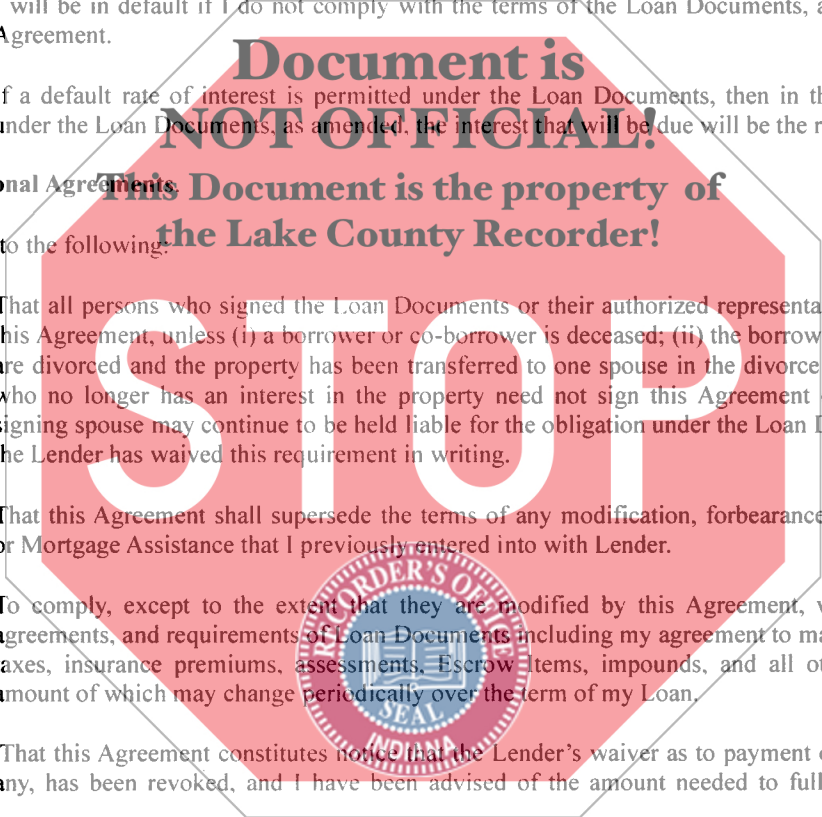 will be in default if I do not comply with the terms of the Loan Documents, a
Agreement.
Document is
f a default rate of interest is permitted under the Loan Documents, then in th
under the Loan Documents, as amended, the interest that will be due will be the r
NOT OFFICIAL!
onal Agreements.
This Document is the property of
the Lake County Recorder!
to the following:
STOP
That all persons who signed the Loan Documents or their authorized representa
his Agreement, unless (i) a borrower or co-borrower is deceased; (ii) the borrow
are divorced and the property has been transferred to one spouse in the divorce
who no longer has an interest in the property need not sign this Agreement
signing spouse may continue to be held liable for the obligation under the Loan D
he Lender has waived this requirement in writing.
That this Agreement shall supersede the terms of any modification, forbearance
or Mortgage Assistance that I previously entered into with Lender.
To comply, except to the extent that they are modified by this Agreement, w
agreements, and requirements of Loan Documents including my agreement to ma
axes, insurance premiums, assessments, Escrow Items, impounds, and all ot
amount of which may change periodically over the term of my Loan.
RECORDER'S OFFICE
SEAL
INDIANA
That this Agreement constitutes notice that the Lender's waiver as to payment o
any, has been revoked, and I have been advised of the amount needed to full